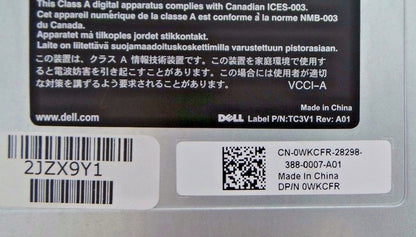 This Class A digital apparatus complies with Canadian ICES-003.
Cet appareil numérique de la classe A est conforme à la norme NMB-003
du Canada.
Apparatet må tilkoples jordet stikkontakt.
Laite on liitettävä suojamaadoituskoskettimilla varustettuun pistorasiaan.
この装置は、クラス A 情報技術装置です。この装置を家庭環境で使用す
ると電波妨害を引き起こすことがあります。この場合には使用者が適切
な対策を講ずるよう要求されることがあります。
VCCI-A
Made in China
www.dell.com DELL Label P/N:TC3V1 Rev: A01
2JZX9Y1
CN-0WKCFR-28298-
388-0007-A01
Made in China
DP/N 0WKCFR